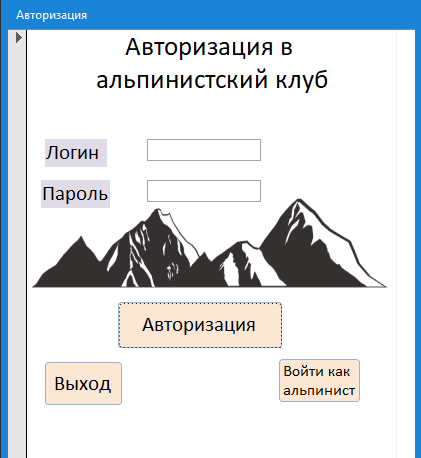 Авторизация
Авторизация в
альпинистский клуб
Логин
Пароль
Авторизация
Выход
Войти как
альпинист